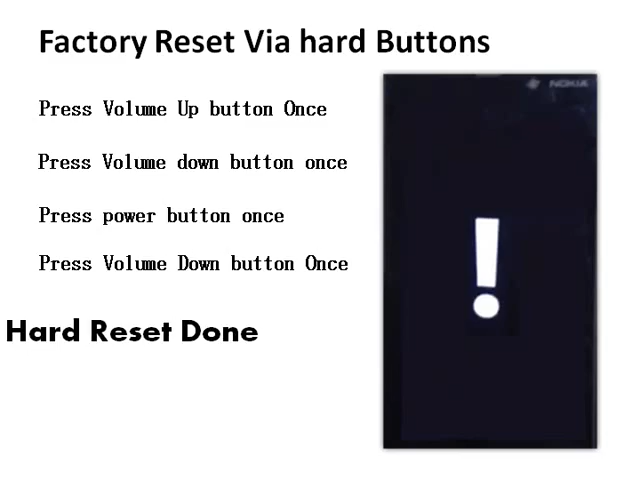 Factory Reset Via hard Buttons
NOKIA
Press Volume Up button Once
Press Volume down button once
Press power button once
Press Volume Down button Once
Hard Reset Done